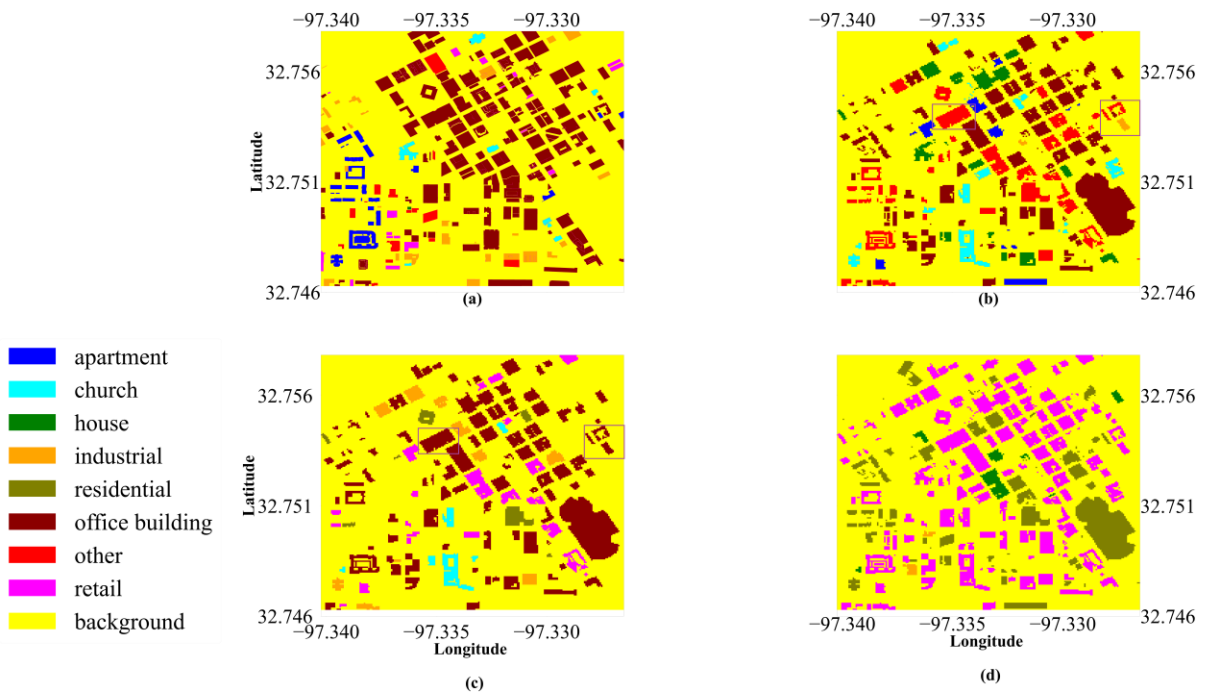 −97.340 −97.335 −97.330
−97.340 −97.335 −97.330
32.756
32.756
Latitude
32.751
32.751
32.746
32.746
(a)
(b)
apartment
church
house
industrial
residential
office building
other
retail
background
32.756
32.756
Latitude
32.751
32.751
32.746
32.746
−97.340 −97.335 −97.330
−97.340 −97.335 −97.330
Longitude
Longitude
(c)
(d)